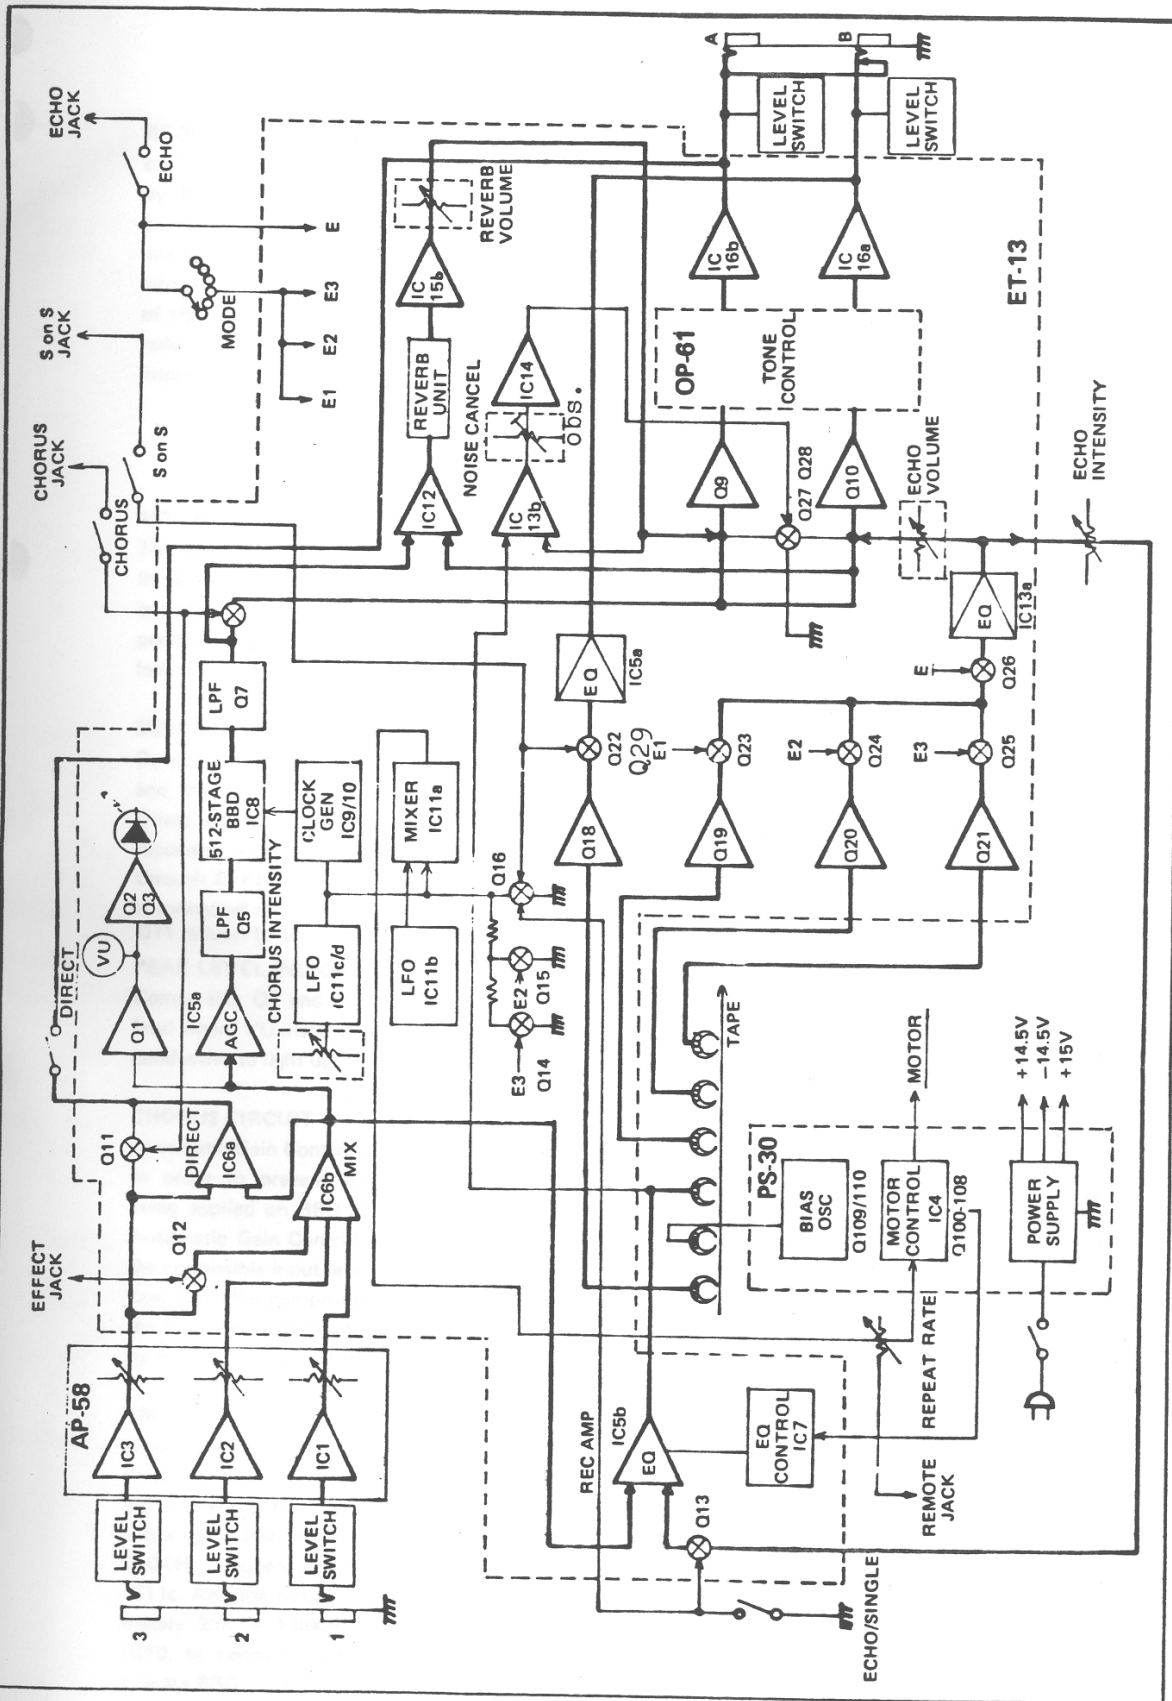 ECHO JACK
ECHO
S on S JACK
MODE
E
E3
E2
E1
CHORUS JACK
CHORUS
S on S
DIRECT
EFFECT JACK
AP-58
LEVEL SWITCH
LEVEL SWITCH
LEVEL SWITCH
3
2
1
IC3
IC2
IC1
Q12
Q11
DIRECT
IC6a
IC6b
MIX
Q1
VU
Q2
Q3
IC5a
AGC
LPF Q5
512-STAGE BBD IC8
LPF Q7
CHORUS INTENSITY
LFO IC11c/d
CLOCK GEN IC9/10
LFO IC11b
MIXER IC11a
E3
Q14
E2
Q15
Q16
IC12
REVERB UNIT
IC 15b
REVERB VOLUME
NOISE CANCEL
IC 13b
IC14
obs.
EQ
IC5a
Q18
Q22
Q29
E1
Q19
Q23
E2
Q20
Q24
E3
Q21
Q25
E
Q26
EQ
IC13a
Q9
Q27 Q28
Q10
ECHO VOLUME
ECHO INTENSITY
OP-61
TONE CONTROL
IC 16b
IC 16a
A
B
LEVEL SWITCH
LEVEL SWITCH
ET-13
REC AMP
IC5b
EQ
EQ CONTROL IC7
Q13
ECHO/SINGLE
REMOTE JACK
REPEAT RATE
TAPE
PS-30
BIAS OSC
Q109/110
MOTOR CONTROL IC4
Q100-108
MOTOR
POWER SUPPLY
+14.5V
-14.5V
+15V